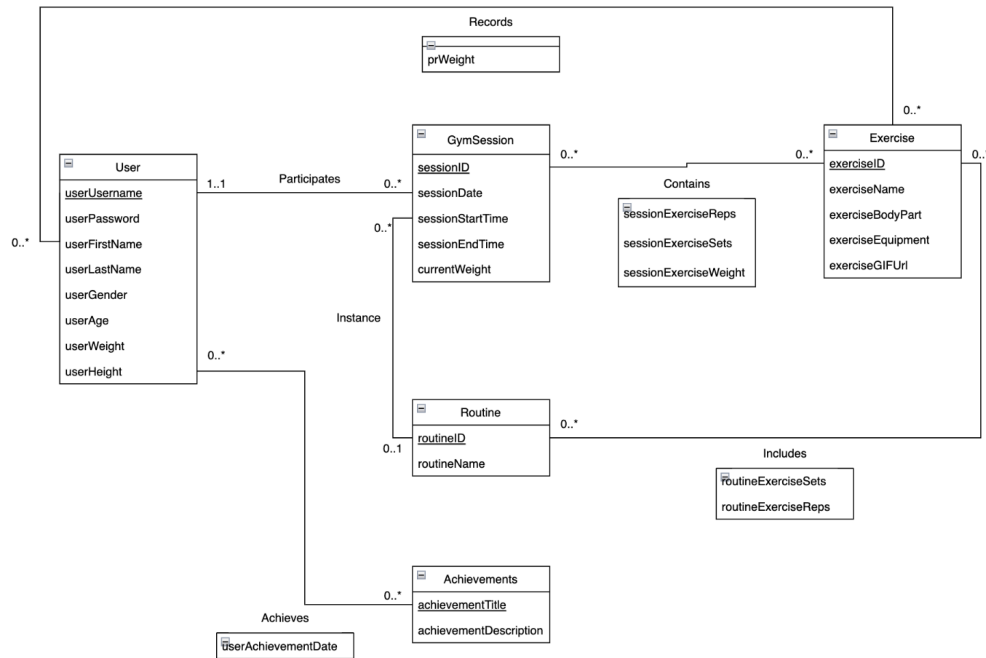 Records
prWeight
0..*
User
userUsername
userPassword
userFirstName
userLastName
userGender
userAge
userWeight
userHeight
0..*
1..1
Participates
0..*
GymSession
sessionID
sessionDate
sessionStartTime
sessionEndTime
currentWeight
0..*
0..*
0..*
Contains
sessionExerciseReps
sessionExerciseSets
sessionExerciseWeight
Exercise
exerciseID
exerciseName
exerciseBodyPart
exerciseEquipment
exerciseGIFUrl
Instance
0..1
Routine
routineID
routineName
0..*
Includes
routineExerciseSets
routineExerciseReps
0..*
0..*
Achievements
achievementTitle
achievementDescription
Achieves
userAchievementDate